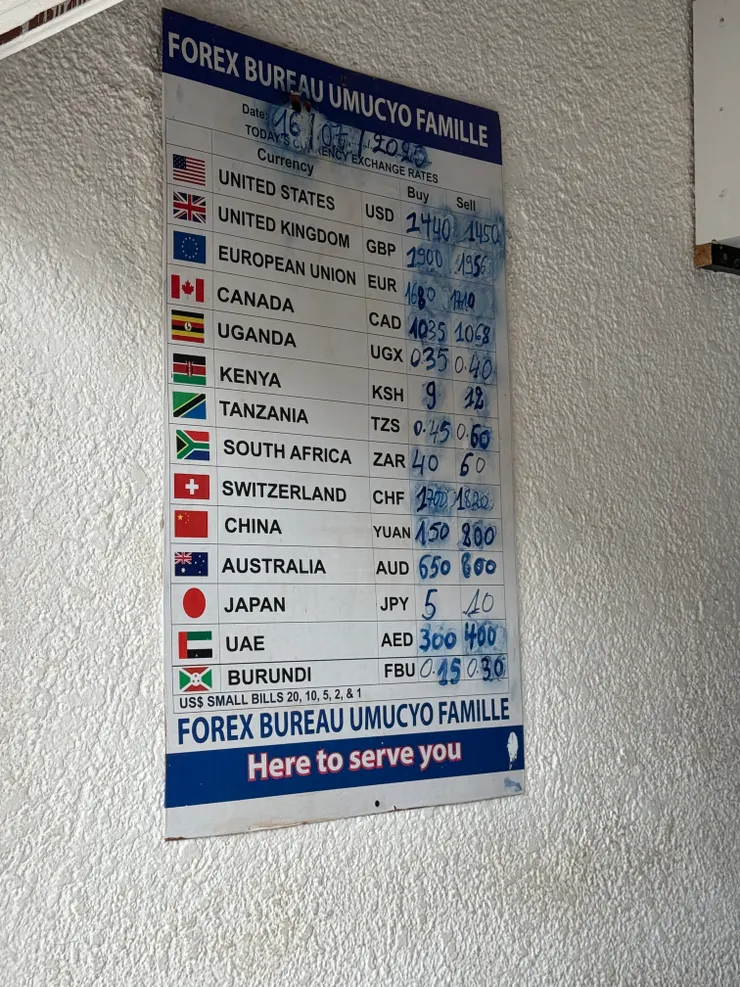 FOREX BUREAU UMUCYO FAMILLE
Date: 16/07/2025
TODAY'S CURRENCY EXCHANGE RATES
Currency Buy Sell
UNITED STATES USD 1440 1450
UNITED KINGDOM GBP 1900 1956
EUROPEAN UNION EUR 1680 1710
CANADA CAD 1035 1068
UGANDA UGX 035 0.40
KENYA KSH 9 12
TANZANIA TZS 0.45 0.60
SOUTH AFRICA ZAR 40 60
SWITZERLAND CHF 1700 1820
CHINA YUAN 150 800
AUSTRALIA AUD 650 800
JAPAN JPY 5 10
UAE AED 300 400
BURUNDI FBU 0.15 0.30
US$ SMALL BILLS 20, 10, 5, 2, & 1
FOREX BUREAU UMUCYO FAMILLE
Here to serve you